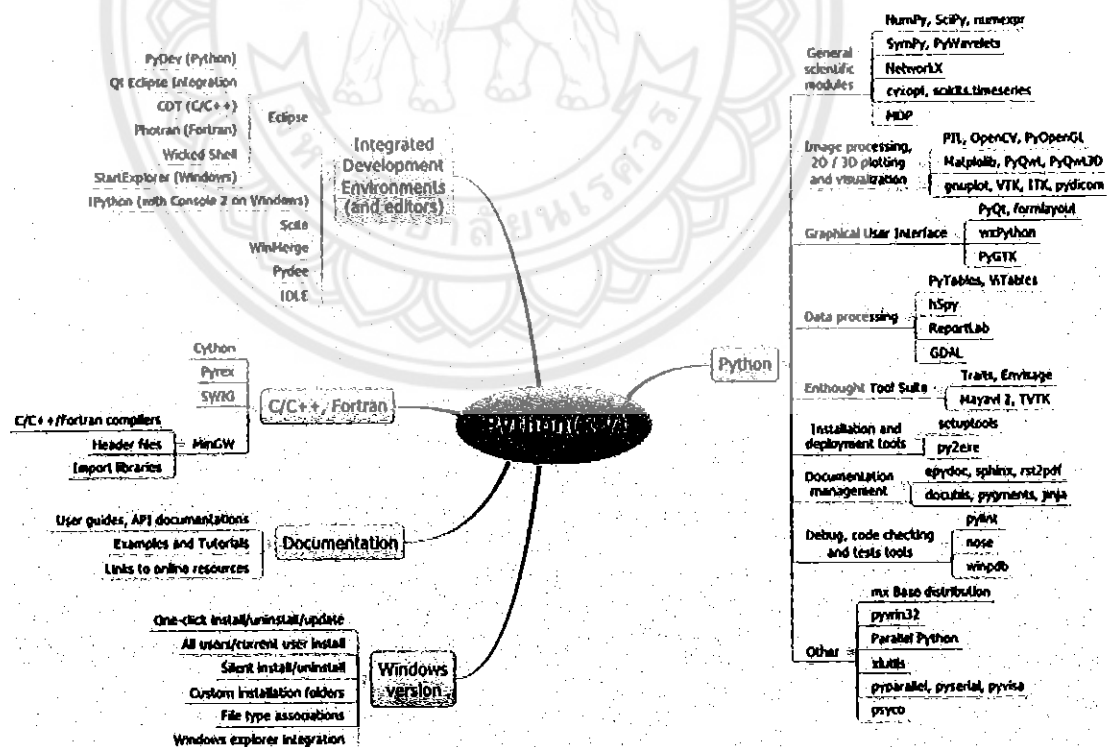 PyDev (Python)
Qt Eclipse Integration
CDT (C/C++)
Photran (Fortran)
Wicked Shell
StartExplorer (Windows)
Eclipse
IPython (with Console 2 on Windows)
Scite
WinMerge
Pydee
IDLE
Integrated
Development
Environments
(and editors)
Cython
Pyrex
SWIG
C/C++/Fortran compilers
Header files
Import libraries
MinGW
C/C++, Fortran
User guides, API documentations
Examples and Tutorials
Links to online resources
Documentation
One-click install/uninstall/update
All users/current user install
Silent install/uninstall
Custom installation folders
File type associations
Windows explorer integration
Windows
version
Python
General
scientific
modules
NumPy, SciPy, numexpr
SymPy, PyWavelets
NetworkX
cvxopt, scikits.timeseries
MDP
Image processing,
2D / 3D plotting
and visualization
PIL, OpenCV, PyOpenGL
Matplolib, PyQwt, PyQwt3D
gnuplot, VTK, ITK, pydicom
Graphical User Interface
PyQt, formlayout
wxPython
PyGTK
Data processing
PyTables, ViTables
h5py
ReportLab
GDAL
Enthought Tool Suite
Traits, Envisage
Mayavi 2, TVTK
Installation and
deployment tools
setuptools
py2exe
Documentation
management
epydoc, sphinx, rst2pdf
docutils, pygments, jinja
Debug, code checking
and tests tools
pylint
nose
winpdb
Other
mx Base distribution
pywin32
Parallel Python
xlutils
pyparallel, pyserial, pyvisa
psyco